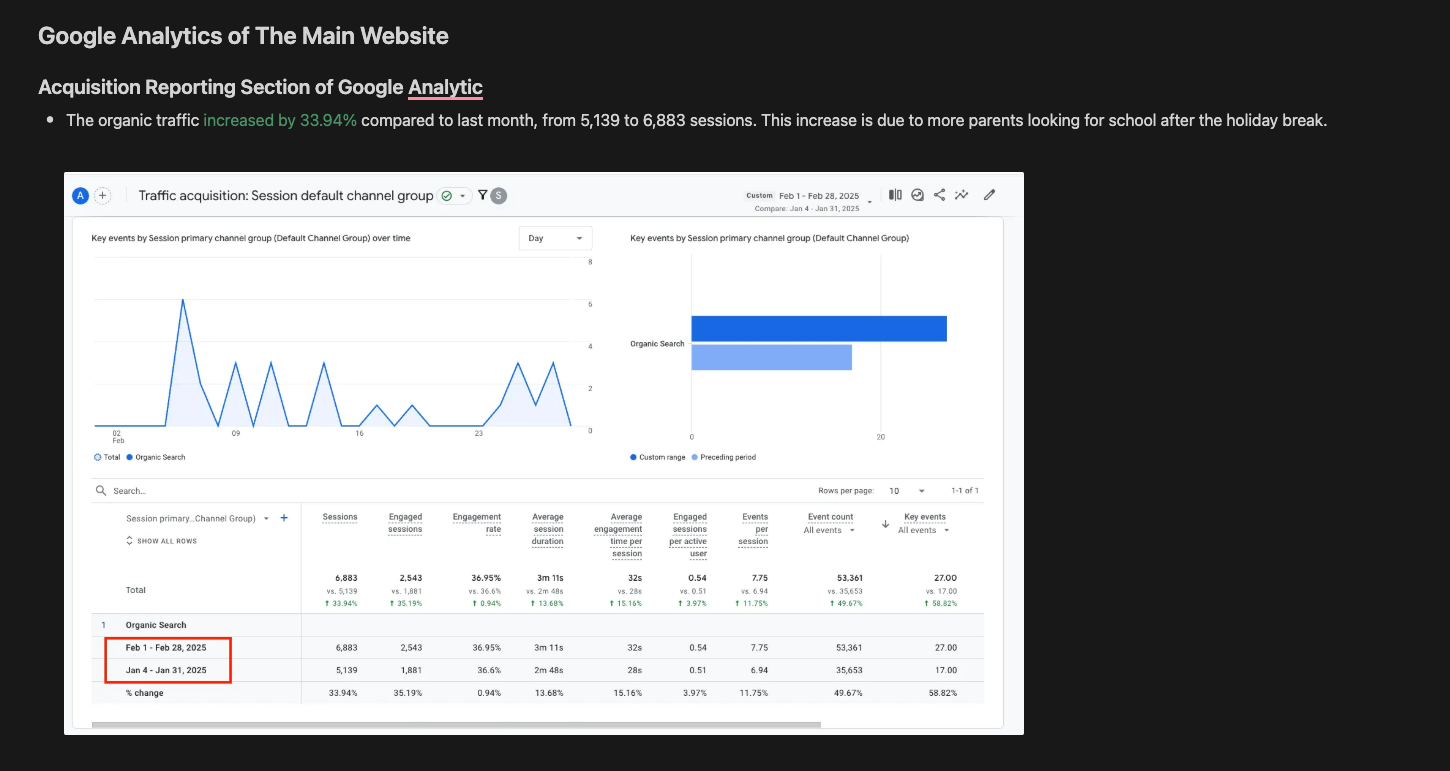 Google Analytics of The Main Website
Acquisition Reporting Section of Google Analytic
• The organic traffic increased by 33.94% compared to last month, from 5,139 to 6,883 sessions. This increase is due to more parents looking for school after the holiday break.
A + Traffic acquisition: Session default channel group S Custom Feb 1 - Feb 28, 2025
Compare: Jan 4 - Jan 31, 2025
Key events by Session primary channel group (Default Channel Group) over time Day
8
6
4
2
0
02 Feb 09 16 23
Total Organic Search
Key events by Session primary channel group (Default Channel Group)
Organic Search
0 20
Custom range Preceding period
Search... Rows per page: 10 1-1 of 1
Session primary...Channel Group) + Sessions Engaged sessions Engagement rate Average session duration Average engagement time per session Engaged sessions per active user Events per session Event count All events ↓ Key events All events
SHOW ALL ROWS
Total 6,883 2,543 36.95% 3m 11s 32s 0.54 7.75 53,361 27.00
vs. 5,139 vs. 1,881 vs. 36.6% vs. 2m 48s vs. 28s vs. 0.51 vs. 6.94 vs. 35,653 vs. 17.00
↑ 33.94% ↑ 35.19% ↑ 0.94% ↑ 13.68% ↑ 15.16% ↑ 3.97% ↑ 11.75% ↑ 49.67% ↑ 58.82%
1 Organic Search
Feb 1 - Feb 28, 2025 6,883 2,543 36.95% 3m 11s 32s 0.54 7.75 53,361 27.00
Jan 4 - Jan 31, 2025 5,139 1,881 36.6% 2m 48s 28s 0.51 6.94 35,653 17.00
% change 33.94% 35.19% 0.94% 13.68% 15.16% 3.97% 11.75% 49.67% 58.82%